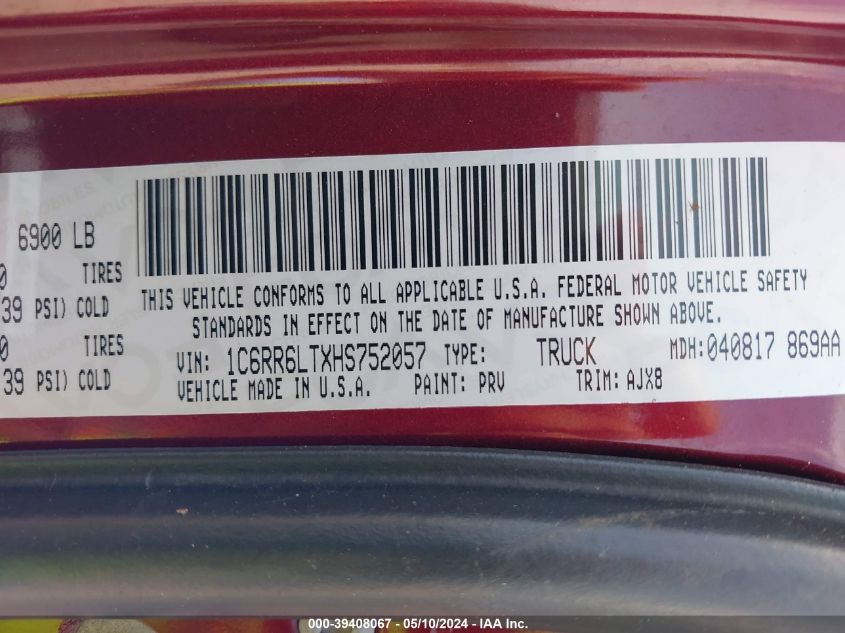 6900 LB
0 TIRES
39 PSI) COLD
0 TIRES
39 PSI) COLD
THIS VEHICLE CONFORMS TO ALL APPLICABLE U.S.A. FEDERAL MOTOR VEHICLE SAFETY
STANDARDS IN EFFECT ON THE DATE OF MANUFACTURE SHOWN ABOVE.
VIN: 1C6RR6LTXHS752057 TYPE: TRUCK MDH:040817 869AA
VEHICLE MADE IN U.S.A. PAINT: PRV TRIM: AJX8
000-39408067 - 05/10/2024 - IAA Inc.